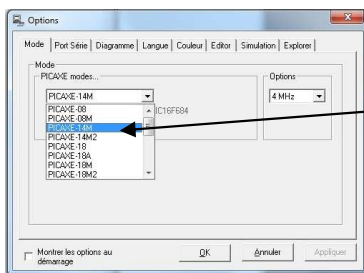 Options
Mode Port Série Diagramme Langue Couleur Editor Simulation Explorer
Mode
PICAXE modes...
Options
PICAXE-14M
4 MHz
PICAXE-08
IC16F684
PICAXE-08M
PICAXE-14M
PICAXE-14M2
PICAXE-18
PICAXE-18A
PICAXE-18M
PICAXE-18M2
Montrer les options au
démarrage
OK
Annuler
Appliquer